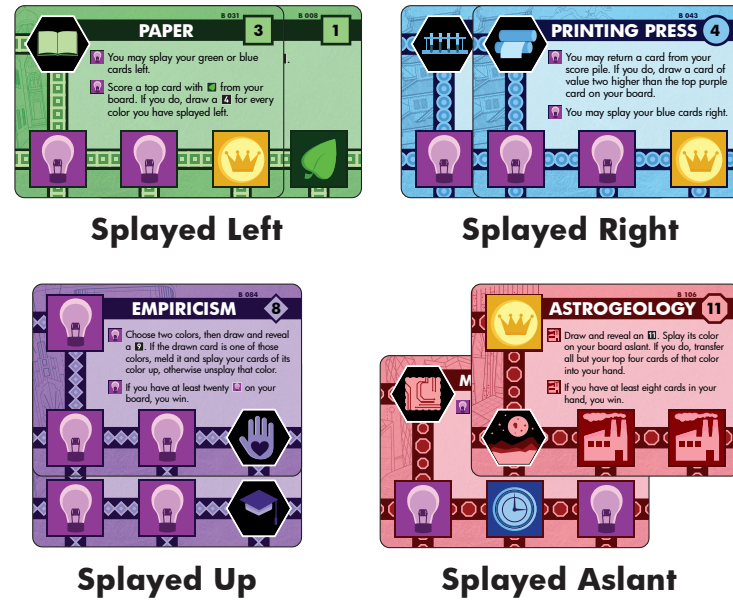 B 031
PAPER
3
You may splay your green or blue
cards left.
Score a top card with from your
board. If you do, draw a 4 for every
color you have splayed left.
B 008
1
Splayed Left
B 043
PRINTING PRESS
4
You may return a card from your
score pile. If you do, draw a card of
value two higher than the top purple
card on your board.
You may splay your blue cards right.
Splayed Right
B 084
EMPIRICISM
8
Choose two colors, then draw and reveal
a 9. If the drawn card is one of those
colors, meld it and splay your cards of its
color up, otherwise unsplay that color.
If you have at least twenty on your
board, you win.
Splayed Up
B 106
ASTROGEOLOGY
11
Draw and reveal an 11. Splay its color
on your board aslant. If you do, transfer
all but your top four cards of that color
into your hand.
If you have at least eight cards in your
hand, you win.
M
Splayed Aslant